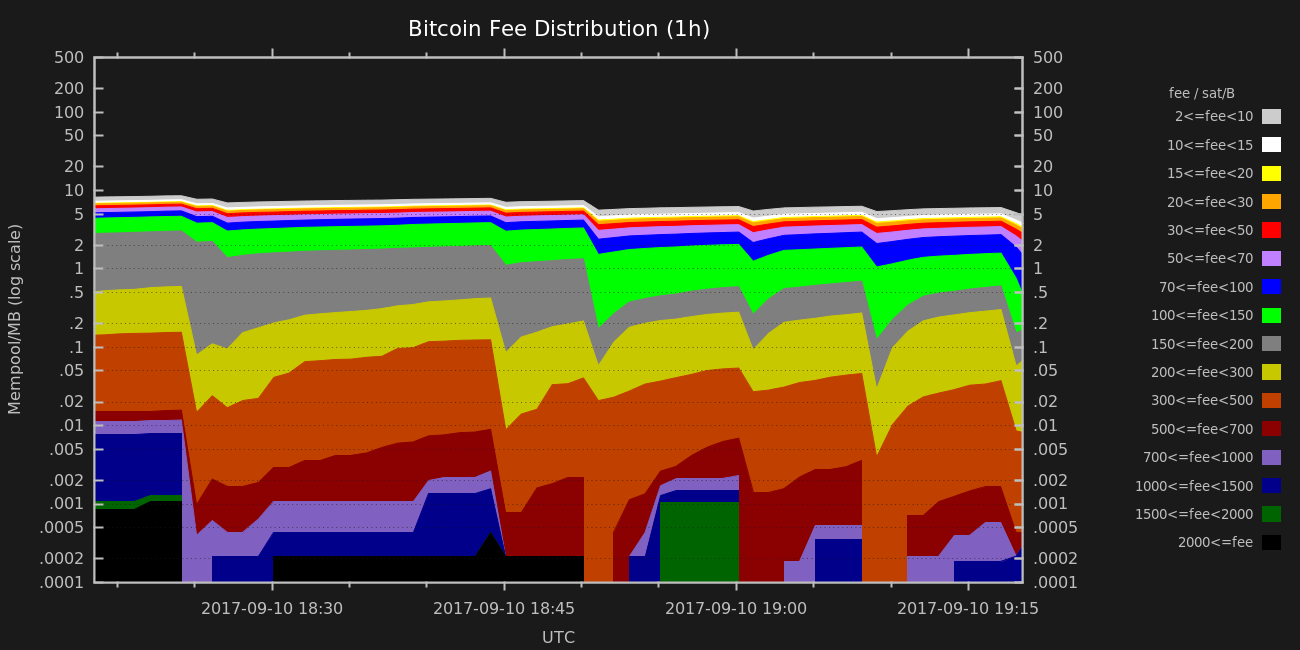 Bitcoin Fee Distribution (1h)
Mempool/MB (log scale)
500
200
100
50
20
10
5
2
1
.5
.2
.1
.05
.02
.01
.005
.002
.001
.0005
.0002
.0001
500
200
100
50
20
10
5
2
1
.5
.2
.1
.05
.02
.01
.005
.002
.001
.0005
.0002
.0001
2017-09-10 18:30 2017-09-10 18:45 2017-09-10 19:00 2017-09-10 19:15
UTC
fee / sat/B
2<=fee<10
10<=fee<15
15<=fee<20
20<=fee<30
30<=fee<50
50<=fee<70
70<=fee<100
100<=fee<150
150<=fee<200
200<=fee<300
300<=fee<500
500<=fee<700
700<=fee<1000
1000<=fee<1500
1500<=fee<2000
2000<=fee